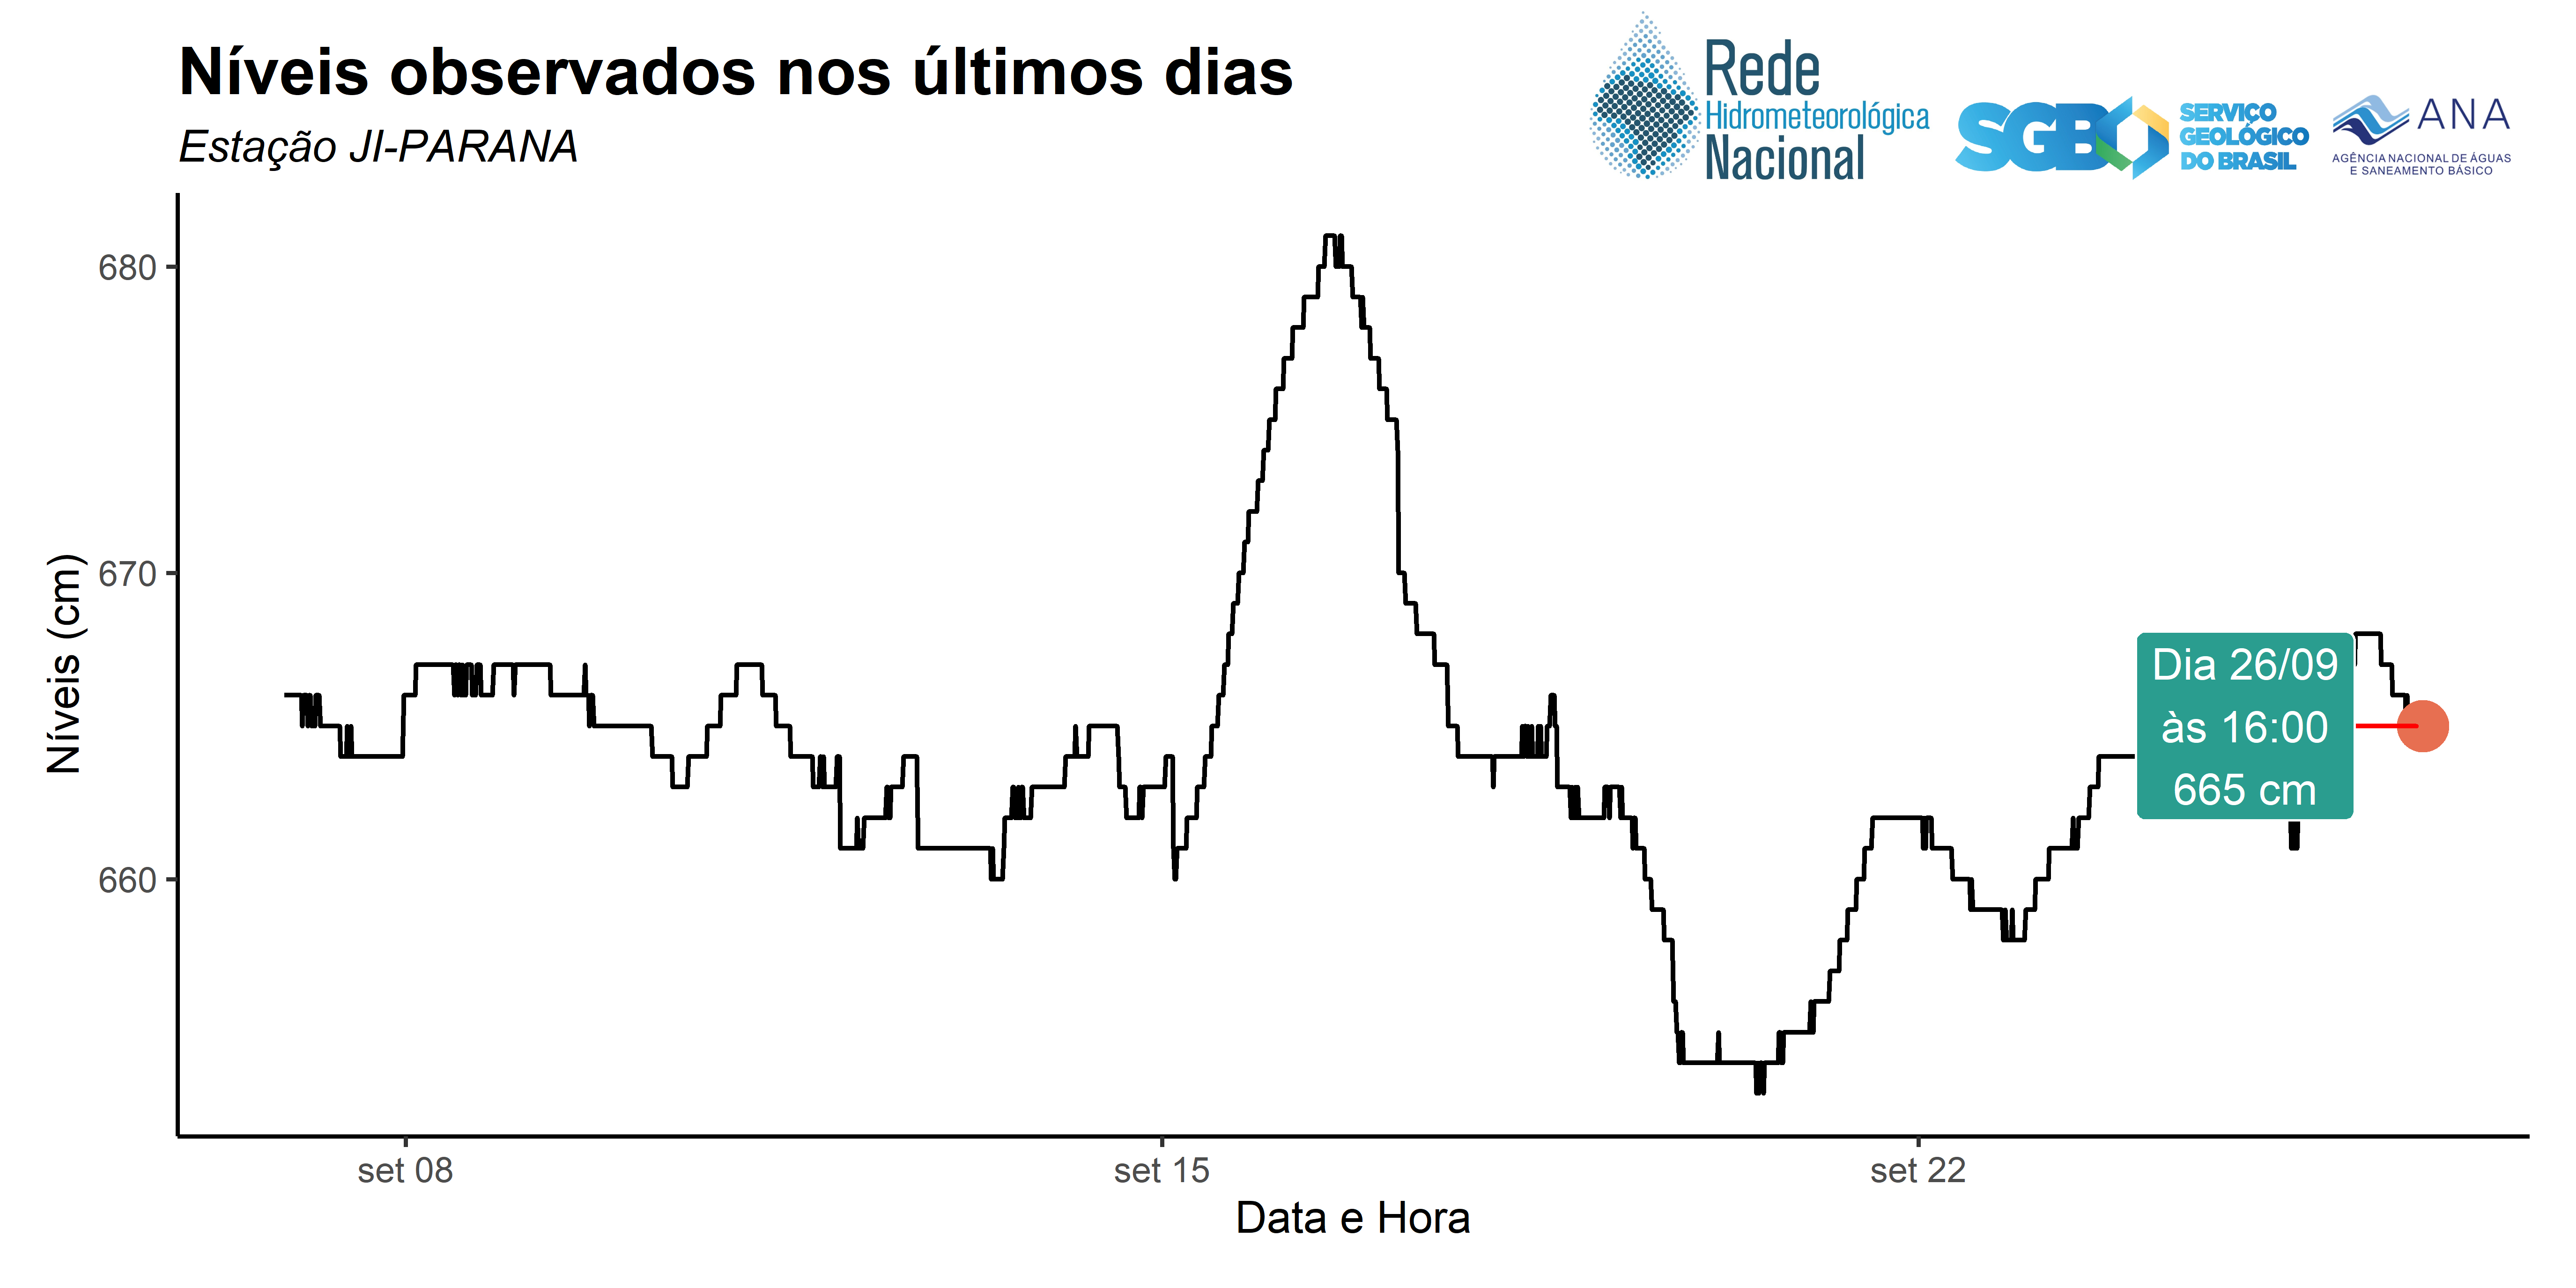 Níveis observados nos últimos dias
Estação JI-PARANA
Rede
Hidrometeorológica
Nacional
SGB
SERVIÇO
GEOLÓGICO
DO BRASIL
ANA
AGÊNCIA NACIONAL DE ÁGUAS
E SANEAMENTO BÁSICO
Níveis (cm)
680
670
660
Dia 26/09
às 16:00
665 cm
set 08
set 15
set 22
Data e Hora